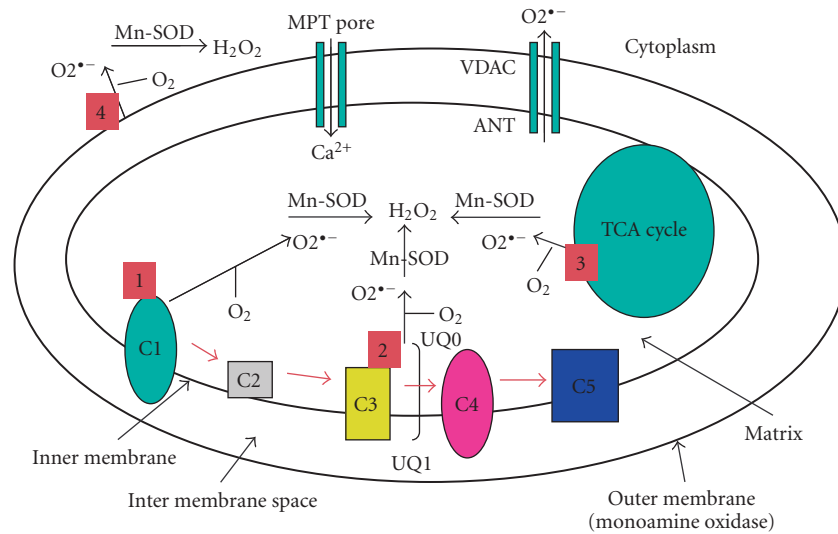 Mn-SOD
H₂O₂
MPT pore
O2•−
Cytoplasm
O2•−
O₂
VDAC
4
ANT
Ca²⁺
Mn-SOD
H₂O₂
Mn-SOD
TCA cycle
O2•−
O2•−
Mn-SOD
3
1
O₂
O2•−
O₂
O₂
UQ0
2
C1
C2
C3
C4
C5
UQ1
Matrix
Inner membrane
Inter membrane space
Outer membrane
(monoamine oxidase)